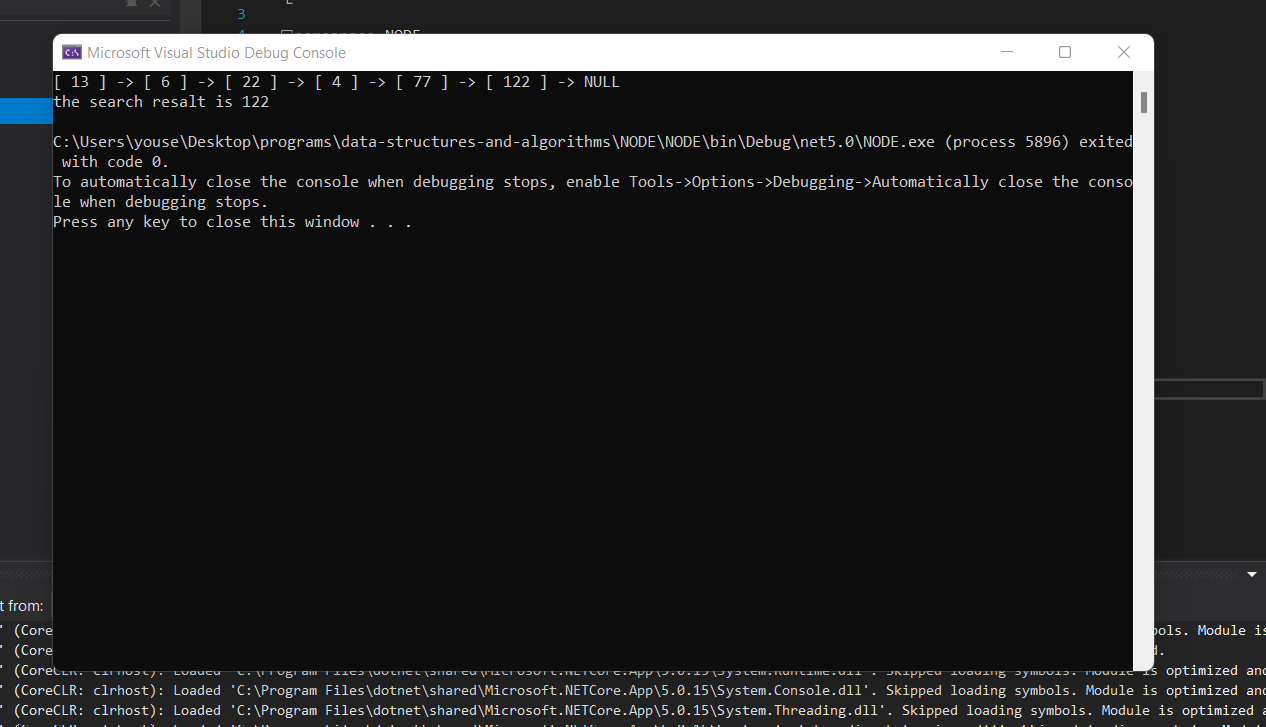 3
4 namespace NODE
Microsoft Visual Studio Debug Console
[ 13 ] -> [ 6 ] -> [ 22 ] -> [ 4 ] -> [ 77 ] -> [ 122 ] -> NULL
the search resalt is 122
C:\Users\youse\Desktop\programs\data-structures-and-algorithms\NODE\NODE\bin\Debug\net5.0\NODE.exe (process 5896) exited
with code 0.
To automatically close the console when debugging stops, enable Tools->Options->Debugging->Automatically close the conso
le when debugging stops.
Press any key to close this window . . .
t from:
' (Core
bols. Module is
' (Core
d.
' (CoreCLR: clrhost): Loaded 'C:\Program Files\dotnet\shared\Microsoft.NETCore.App\5.0.15\System.Runtime.dll'. Skipped loading symbols. Module is optimized and
' (CoreCLR: clrhost): Loaded 'C:\Program Files\dotnet\shared\Microsoft.NETCore.App\5.0.15\System.Console.dll'. Skipped loading symbols. Module is optimized and
' (CoreCLR: clrhost): Loaded 'C:\Program Files\dotnet\shared\Microsoft.NETCore.App\5.0.15\System.Threading.dll'. Skipped loading symbols. Module is optimized a